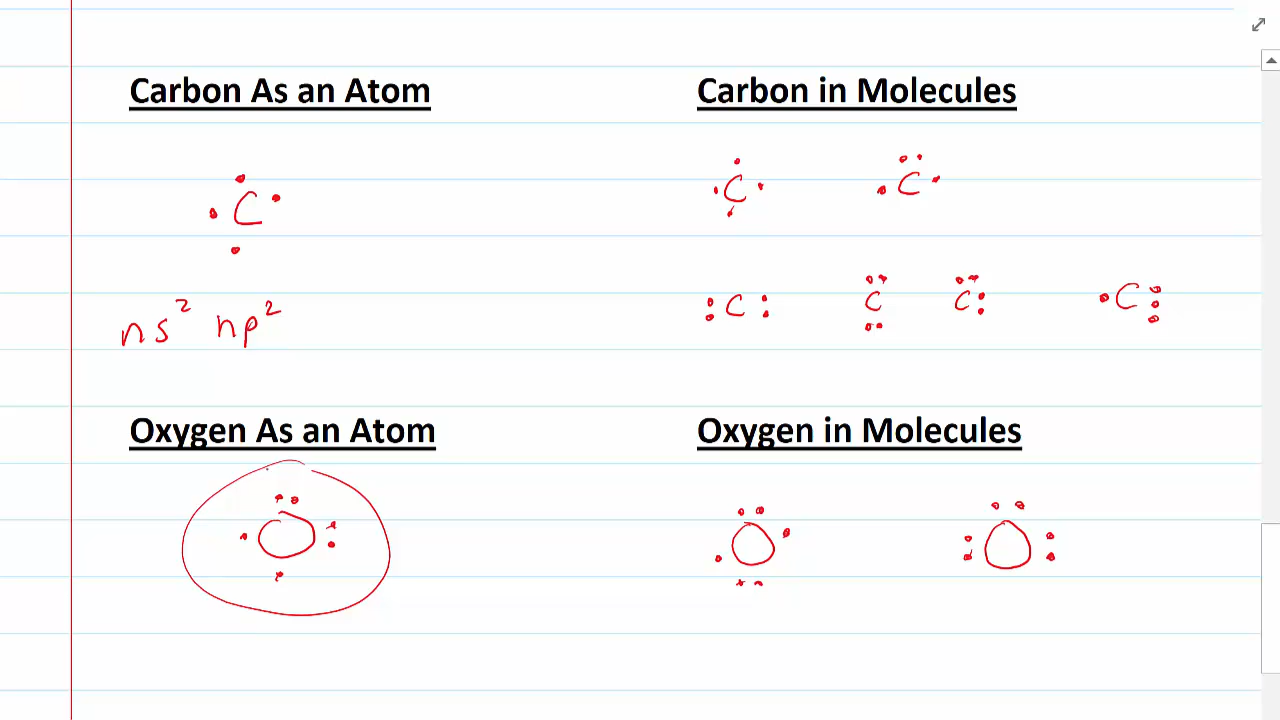 Carbon As an Atom
Carbon in Molecules
C
C C
ns² np²
C C C C
Oxygen As an Atom
Oxygen in Molecules
O
O O